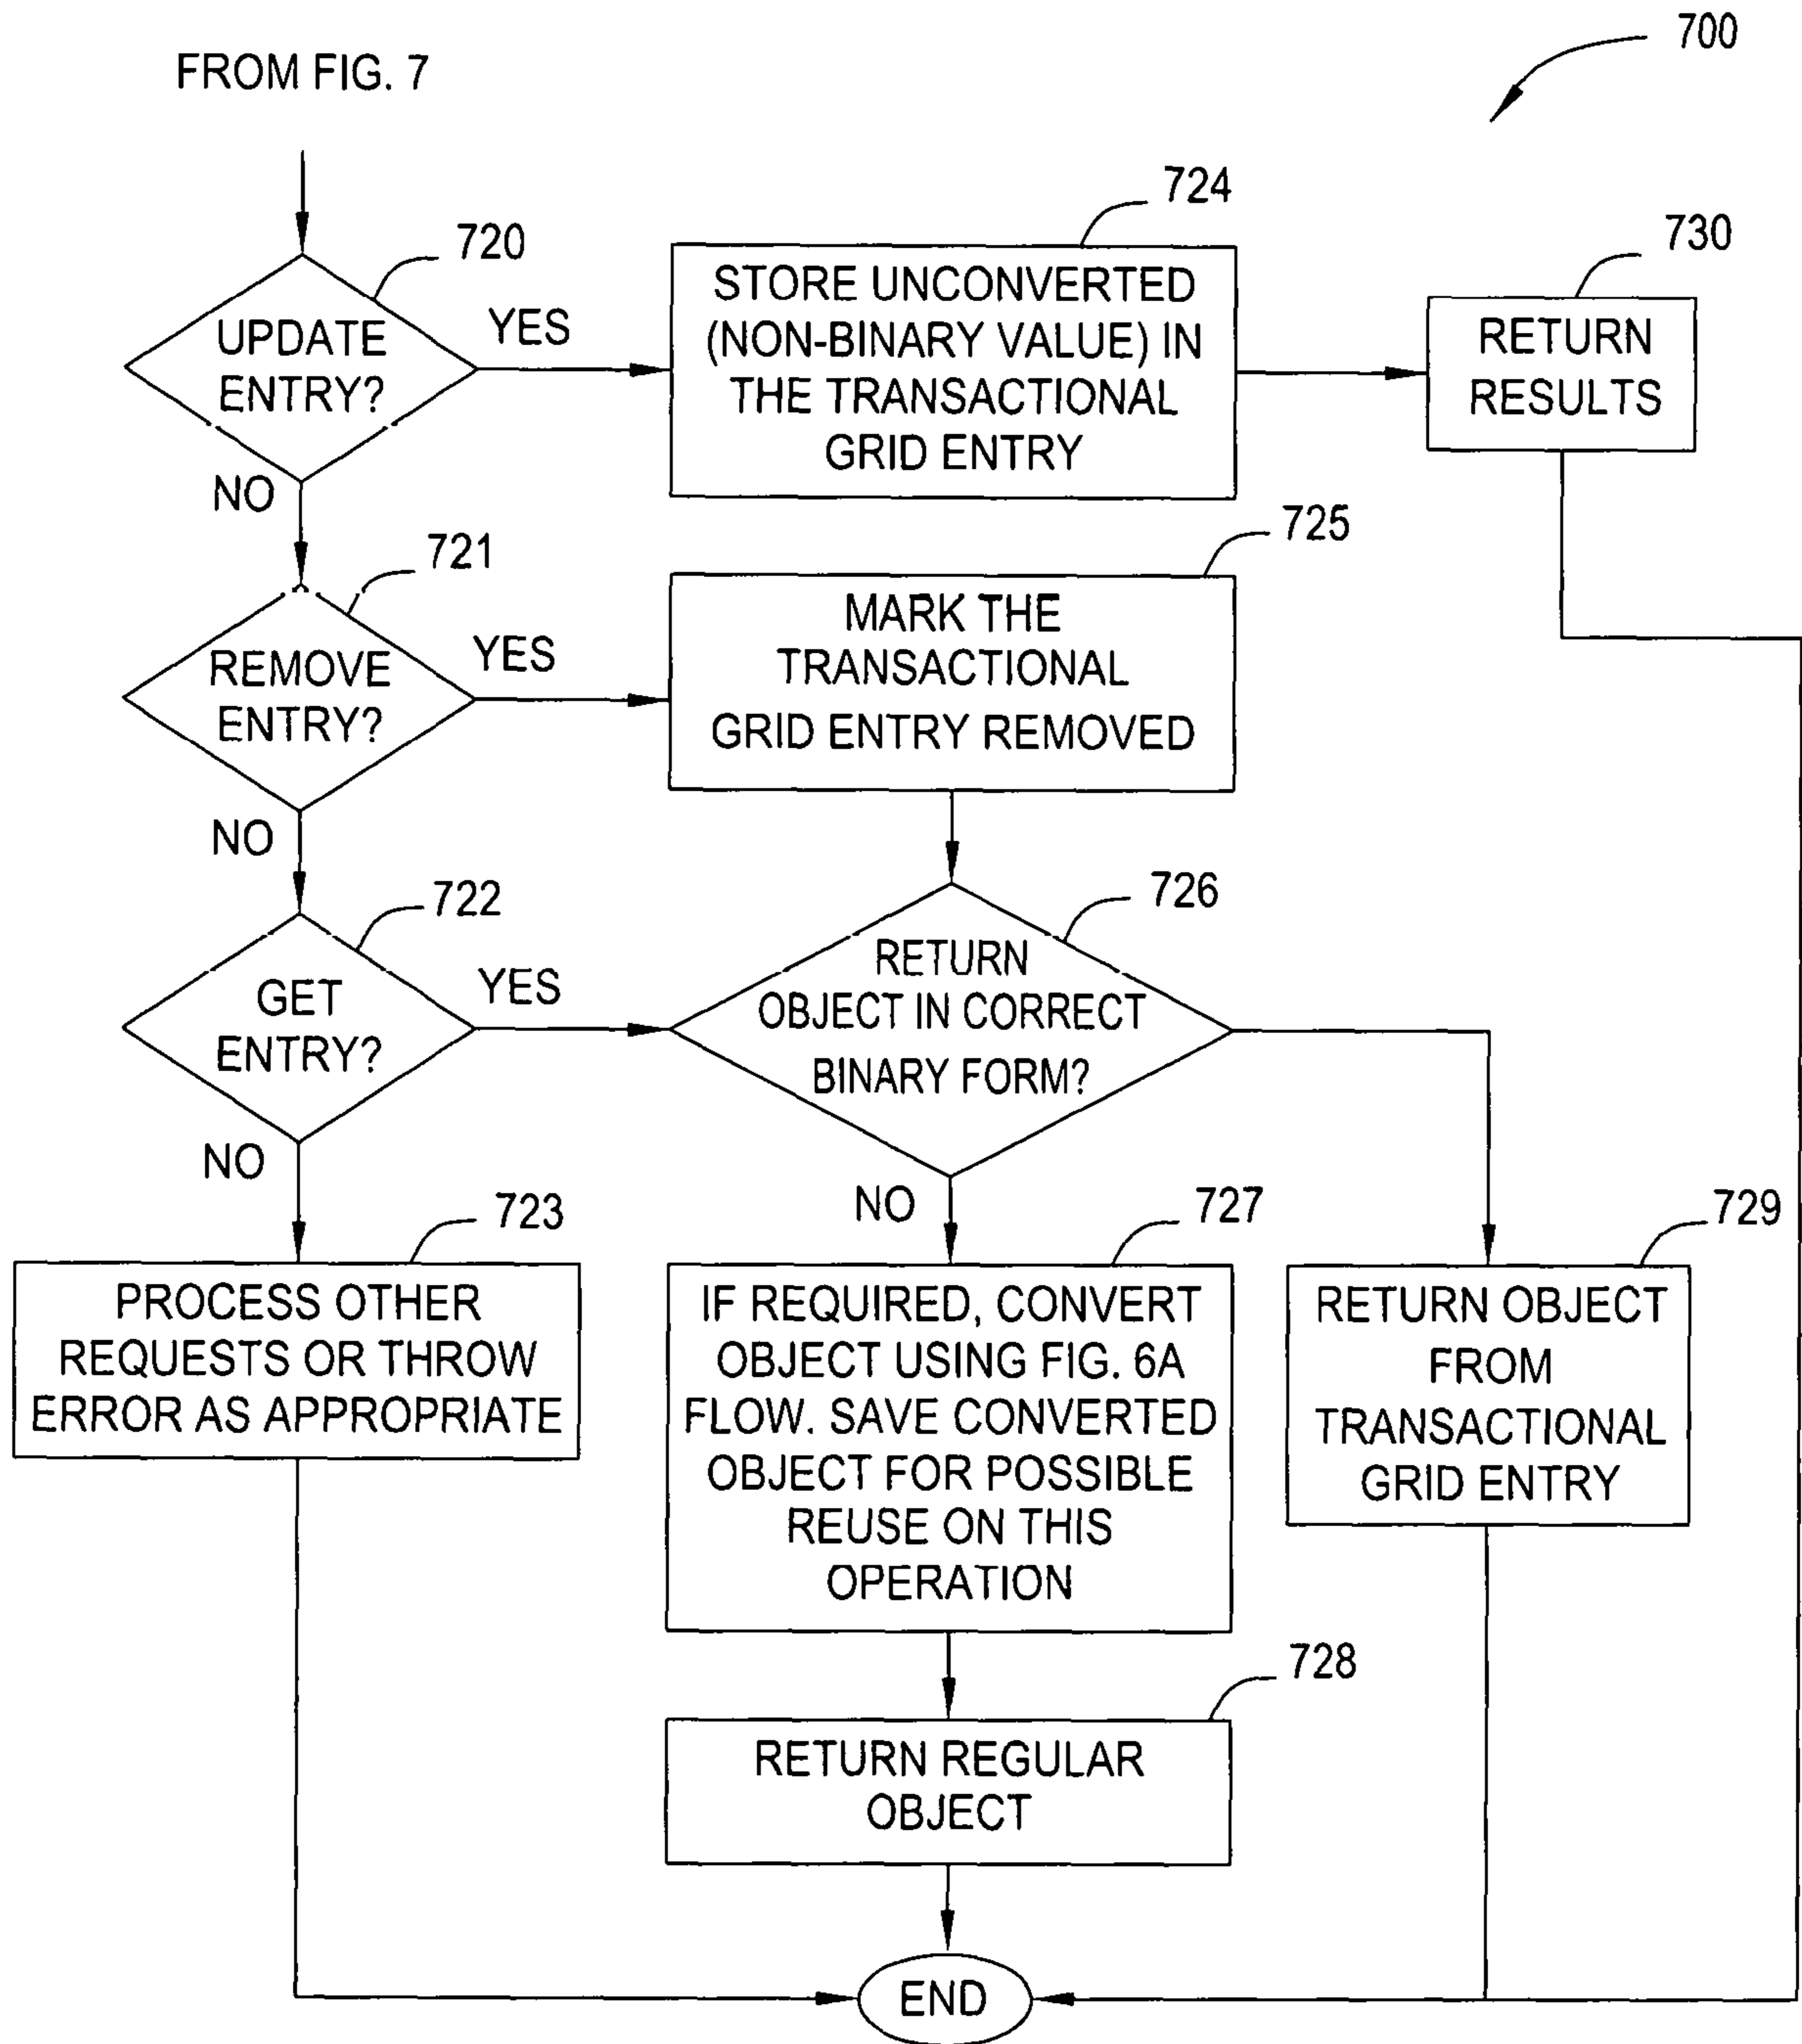 700
FROM FIG. 7
720
UPDATE
ENTRY?
YES
NO
724
STORE UNCONVERTED
(NON-BINARY VALUE) IN
THE TRANSACTIONAL
GRID ENTRY
730
RETURN
RESULTS
721
REMOVE
ENTRY?
YES
NO
725
MARK THE
TRANSACTIONAL
GRID ENTRY REMOVED
722
GET
ENTRY?
YES
NO
726
RETURN
OBJECT IN CORRECT
BINARY FORM?
NO
723
PROCESS OTHER
REQUESTS OR THROW
ERROR AS APPROPRIATE
727
IF REQUIRED, CONVERT
OBJECT USING FIG. 6A
FLOW. SAVE CONVERTED
OBJECT FOR POSSIBLE
REUSE ON THIS
OPERATION
729
RETURN OBJECT
FROM
TRANSACTIONAL
GRID ENTRY
728
RETURN REGULAR
OBJECT
END